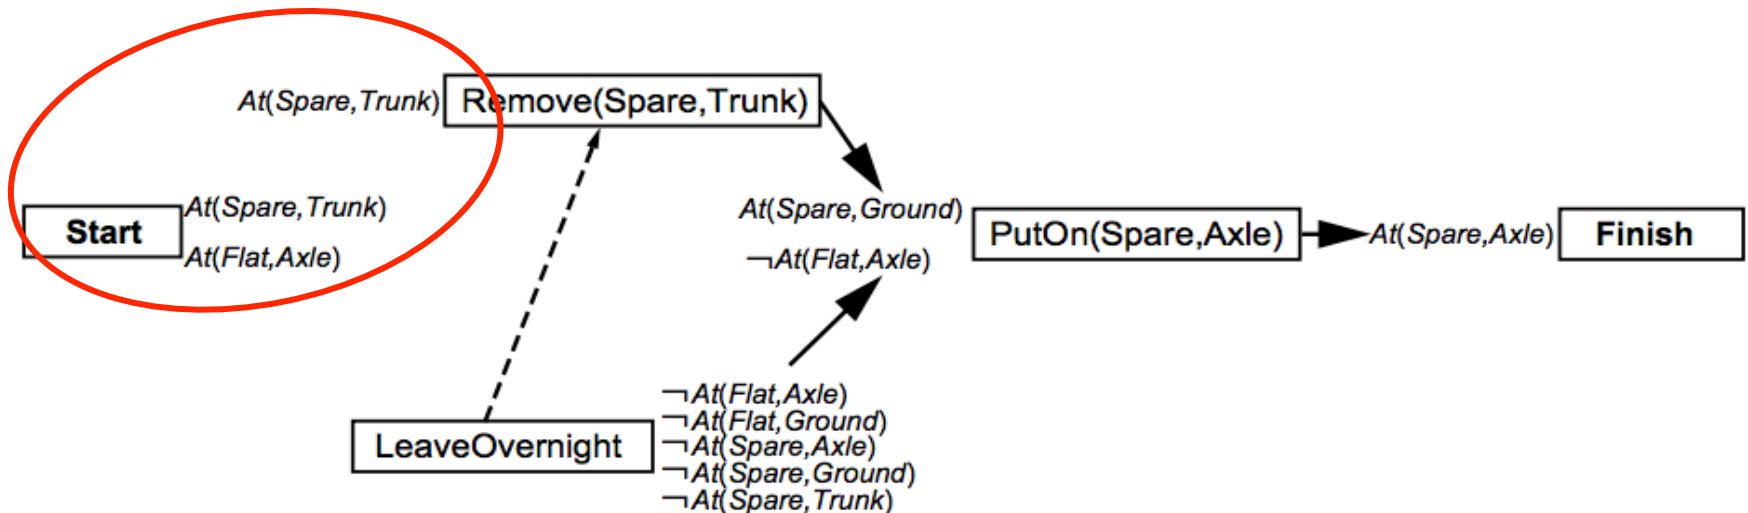 At(Spare,Trunk)
Remove(Spare,Trunk)
Start
At(Spare,Trunk)
At(Flat,Axle)
At(Spare,Ground)
¬At(Flat,Axle)
PutOn(Spare,Axle)
At(Spare,Axle)
Finish
LeaveOvernight
¬At(Flat,Axle)
¬At(Flat,Ground)
¬At(Spare,Axle)
¬At(Spare,Ground)
¬At(Spare,Trunk)